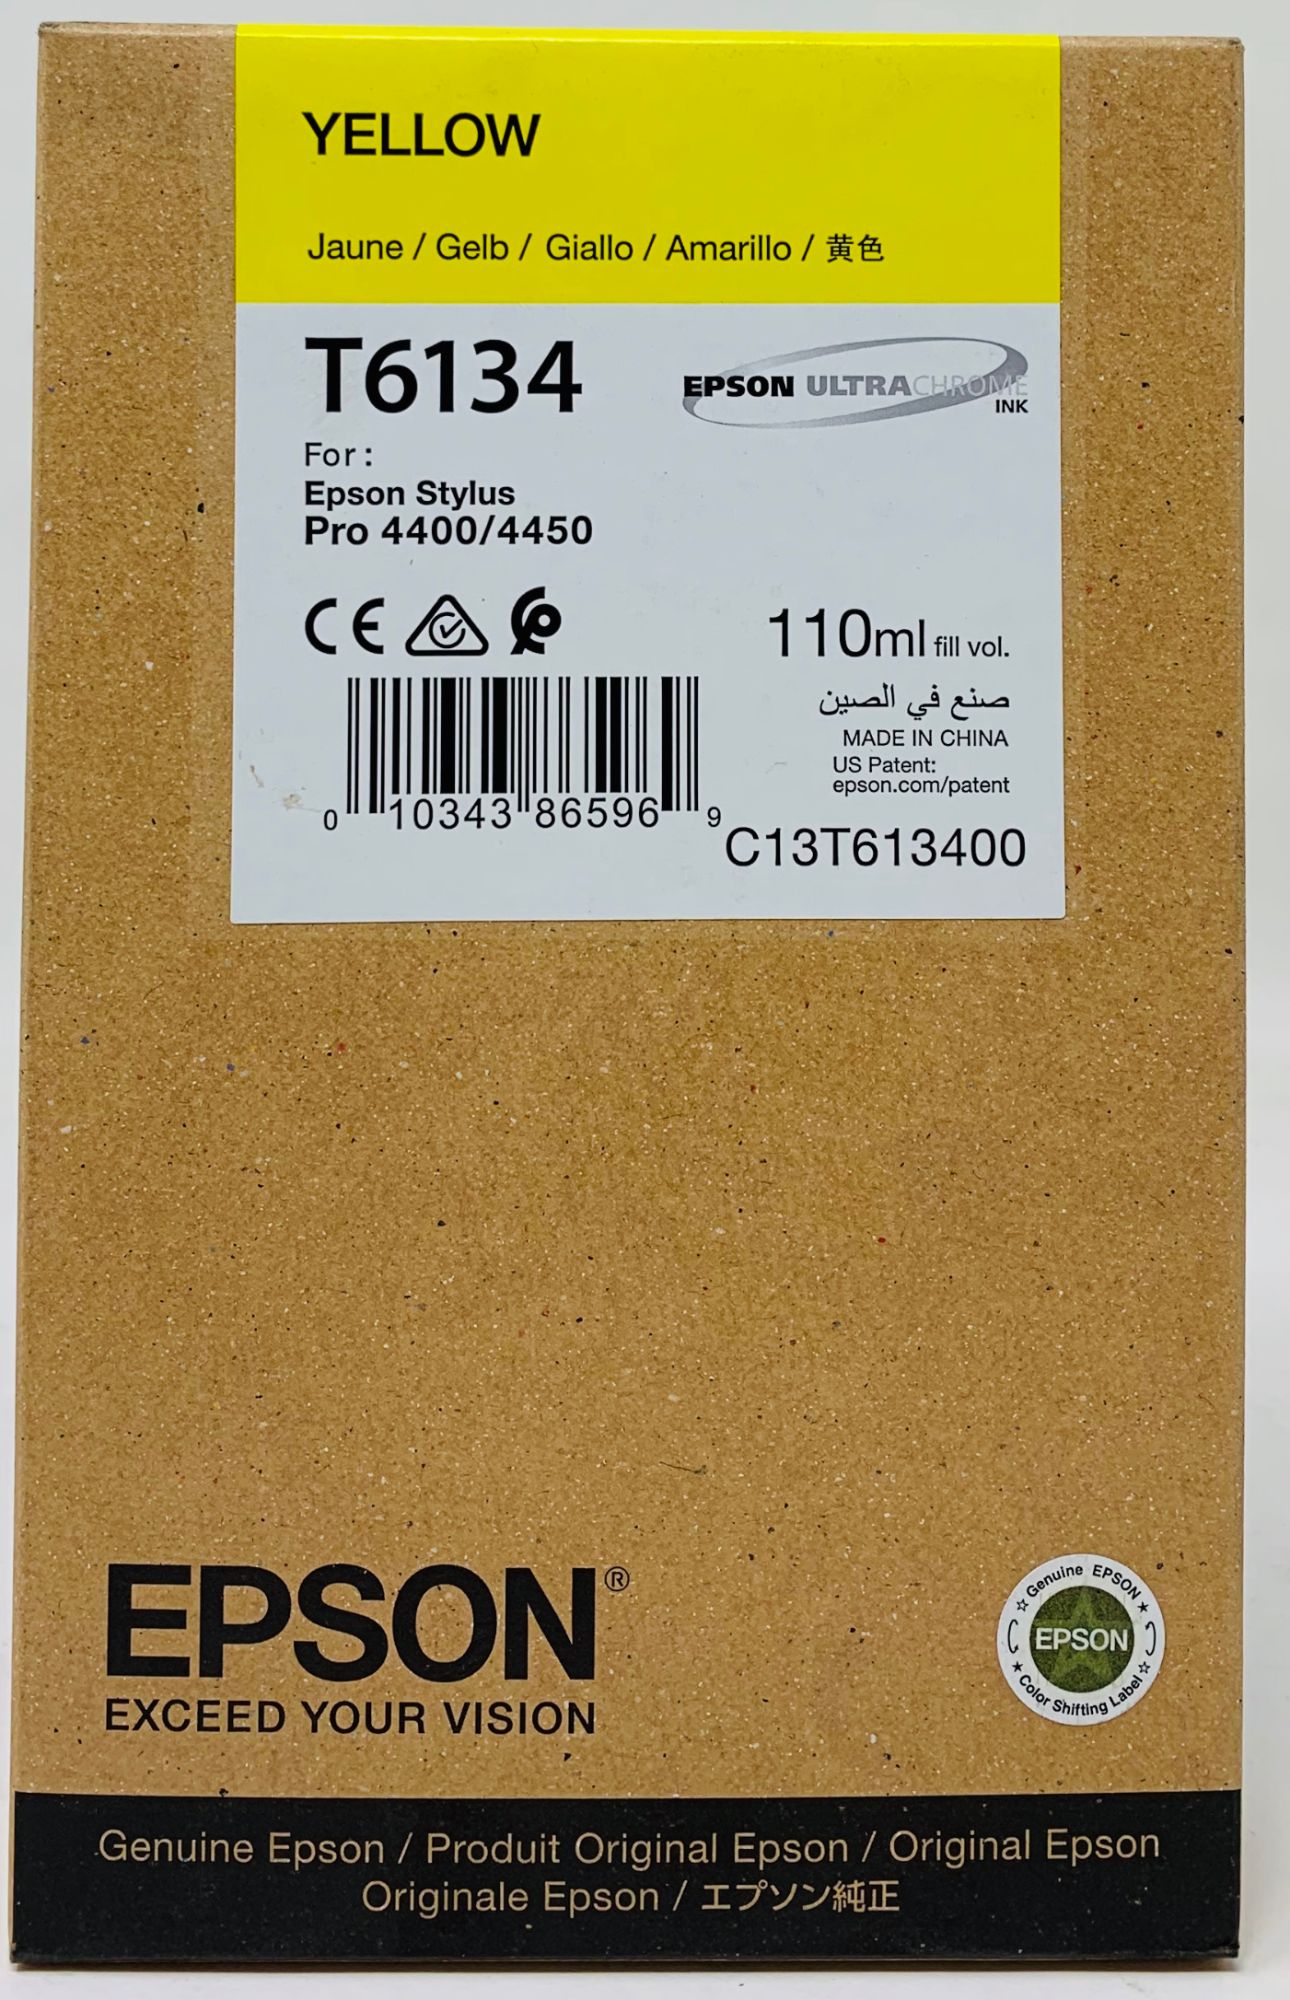 YELLOW
Jaune / Gelb / Giallo / Amarillo / 黄色
T6134
EPSON ULTRACHROME
INK
For :
Epson Stylus
Pro 4400/4450
CE
110ml fill vol.
صنع في الصين
MADE IN CHINA
US Patent:
epson.com/patent
0 10343 86596 9
C13T613400
EPSON®
EXCEED YOUR VISION
Genuine EPSON
EPSON
Color Shifting Label
Genuine Epson / Produit Original Epson / Original Epson
Originale Epson / エプソン純正